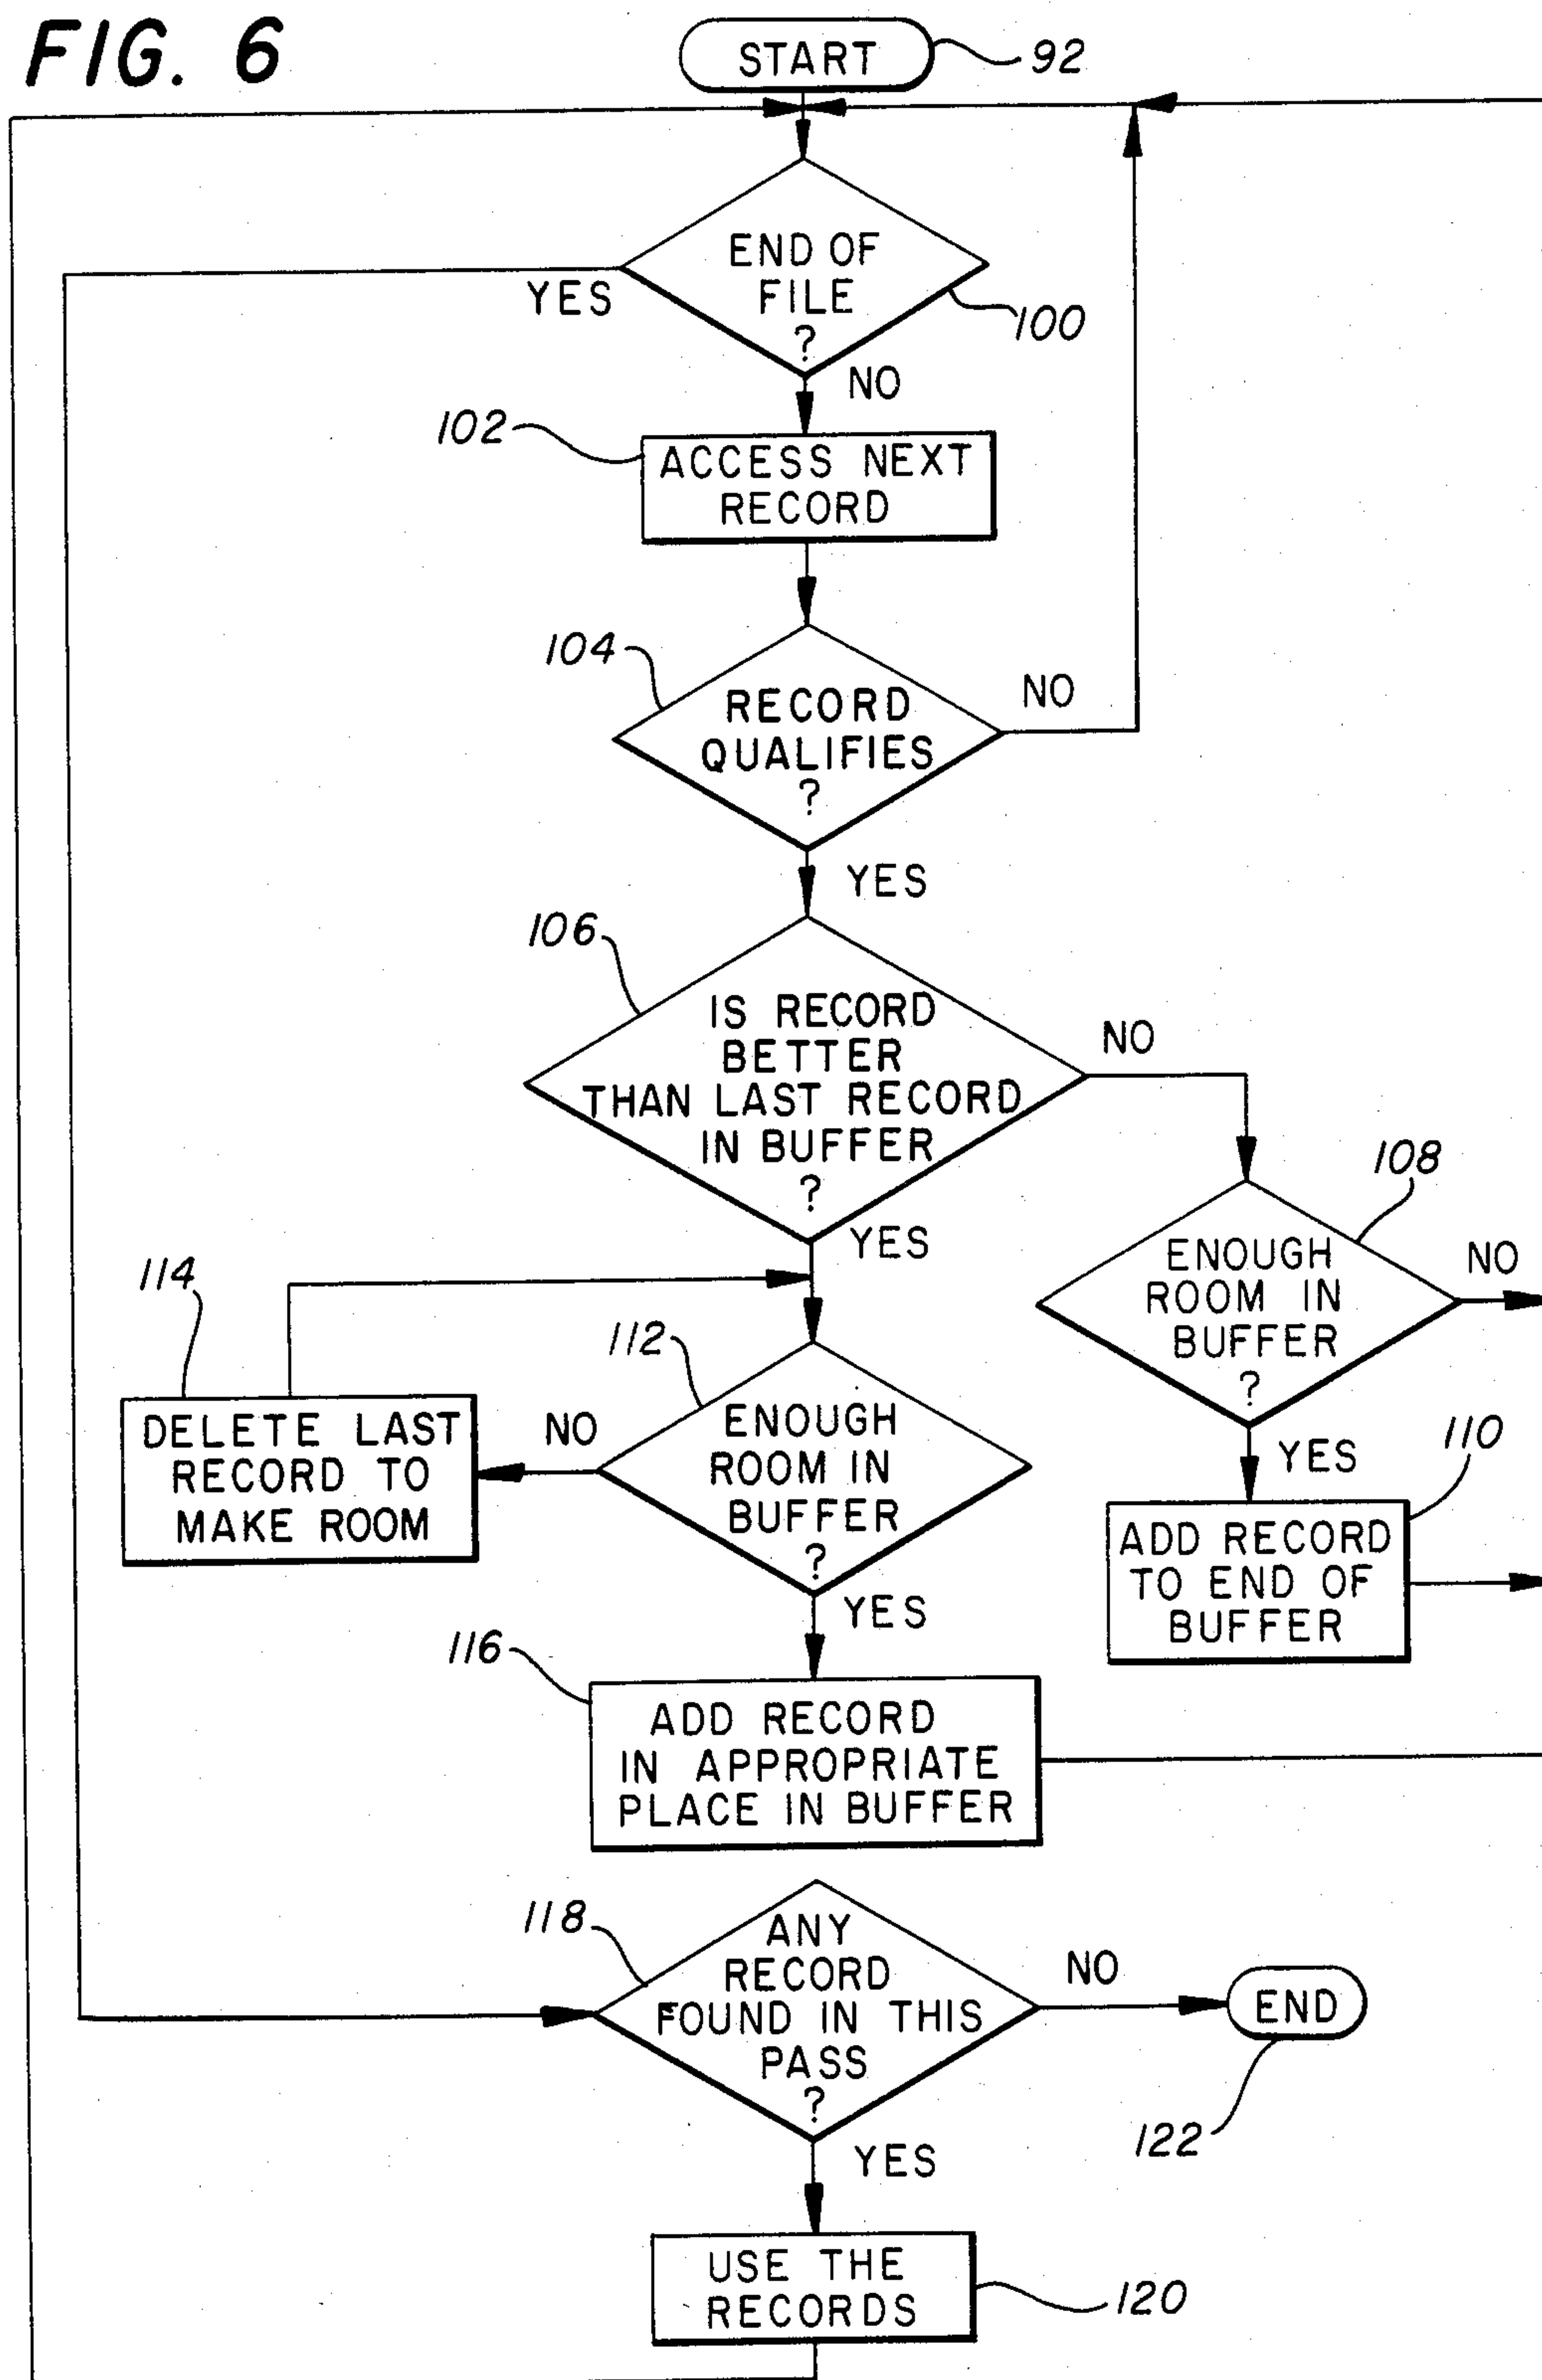 FIG. 6
START
92
END OF
FILE
?
YES
100
NO
102
ACCESS NEXT
RECORD
104
RECORD
QUALIFIES
?
NO
YES
106
IS RECORD
BETTER
THAN LAST RECORD
IN BUFFER
?
NO
YES
108
ENOUGH
ROOM IN
BUFFER
?
NO
YES
110
ADD RECORD
TO END OF
BUFFER
114
DELETE LAST
RECORD TO
MAKE ROOM
112
ENOUGH
ROOM IN
BUFFER
?
NO
YES
116
ADD RECORD
IN APPROPRIATE
PLACE IN BUFFER
118
ANY
RECORD
FOUND IN THIS
PASS
?
NO
END
122
YES
USE THE
RECORDS
120